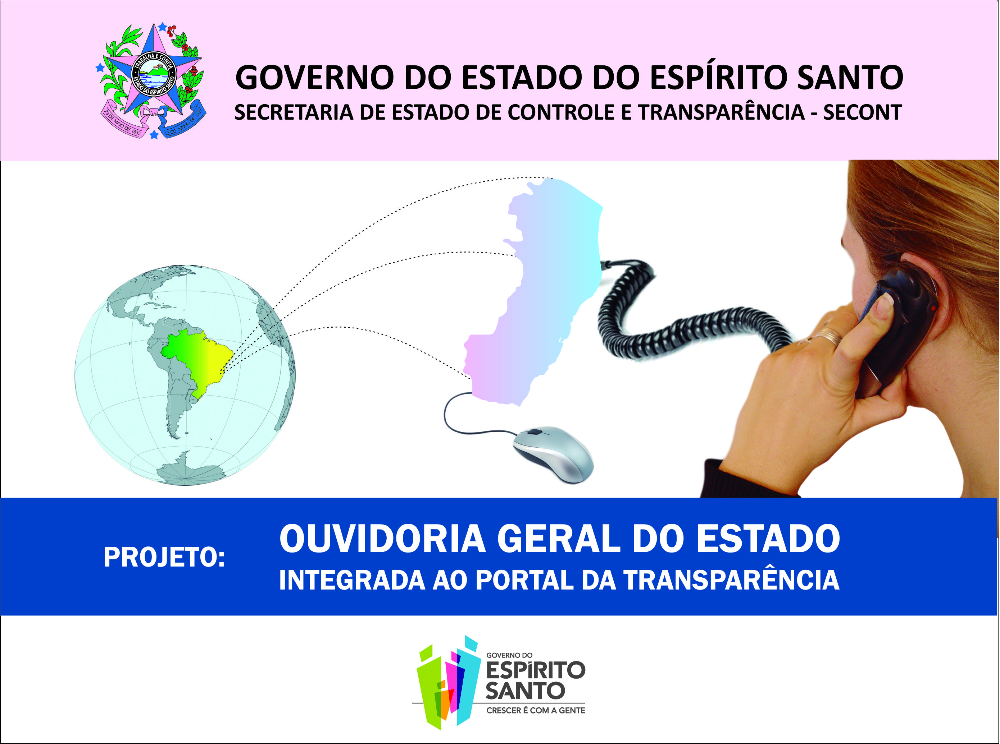 TRABALHA E CONFIA
ESTADO DO ESPíRITO SANTO
23 DE MAIO DE 1535
12 DE JUNHO DE 1817
GOVERNO DO ESTADO DO ESPÍRITO SANTO
SECRETARIA DE ESTADO DE CONTROLE E TRANSPARÊNCIA - SECONT
PROJETO:
OUVIDORIA GERAL DO ESTADO
INTEGRADA AO PORTAL DA TRANSPARÊNCIA
GOVERNO DO
ESPÍRITO
SANTO
CRESCER É COM A GENTE